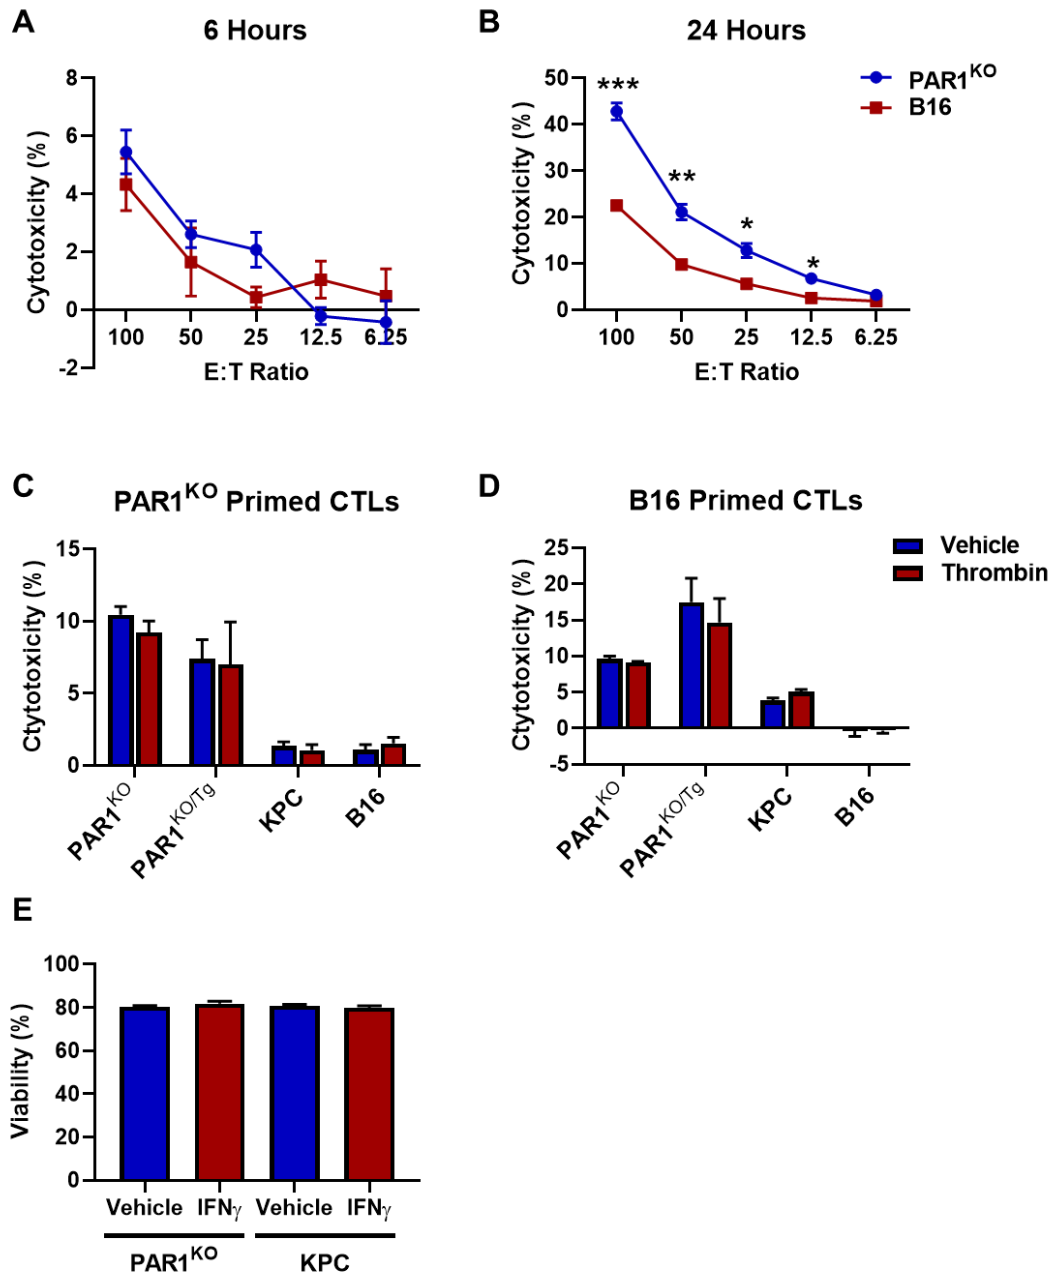 A
6 Hours
Cytotoxicity (%)
8
6
4
2
0
-2
100 50 25 12.5 6.25
E:T Ratio
B
24 Hours
Cytotoxicity (%)
50
40
30
20
10
0
***
**
*
*
100 50 25 12.5 6.25
E:T Ratio
PAR1KO
B16
C
PAR1KO Primed CTLs
Ctytotoxicity (%)
15
10
5
0
PAR1KO
PAR1KO/Tg
KPC
B16
D
B16 Primed CTLs
Ctytotoxicity (%)
25
20
15
10
5
0
-5
PAR1KO
PAR1KO/Tg
KPC
B16
Vehicle
Thrombin
E
Viability (%)
100
80
60
40
20
0
Vehicle IFNγ Vehicle IFNγ
PAR1KO KPC